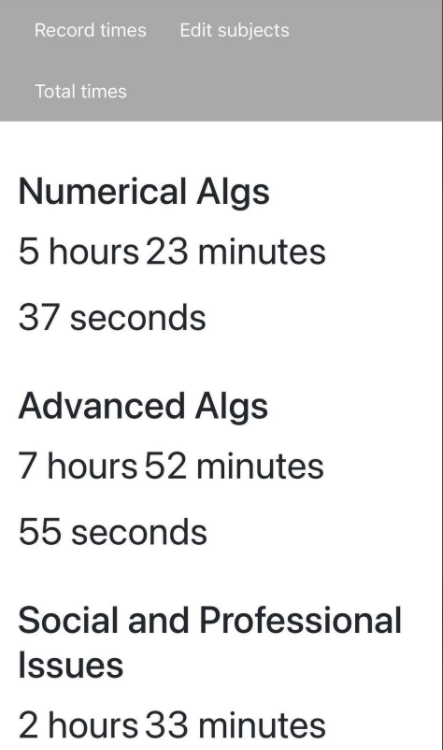 Record times Edit subjects
Total times
Numerical Algs
5 hours 23 minutes
37 seconds
Advanced Algs
7 hours 52 minutes
55 seconds
Social and Professional
Issues
2 hours 33 minutes